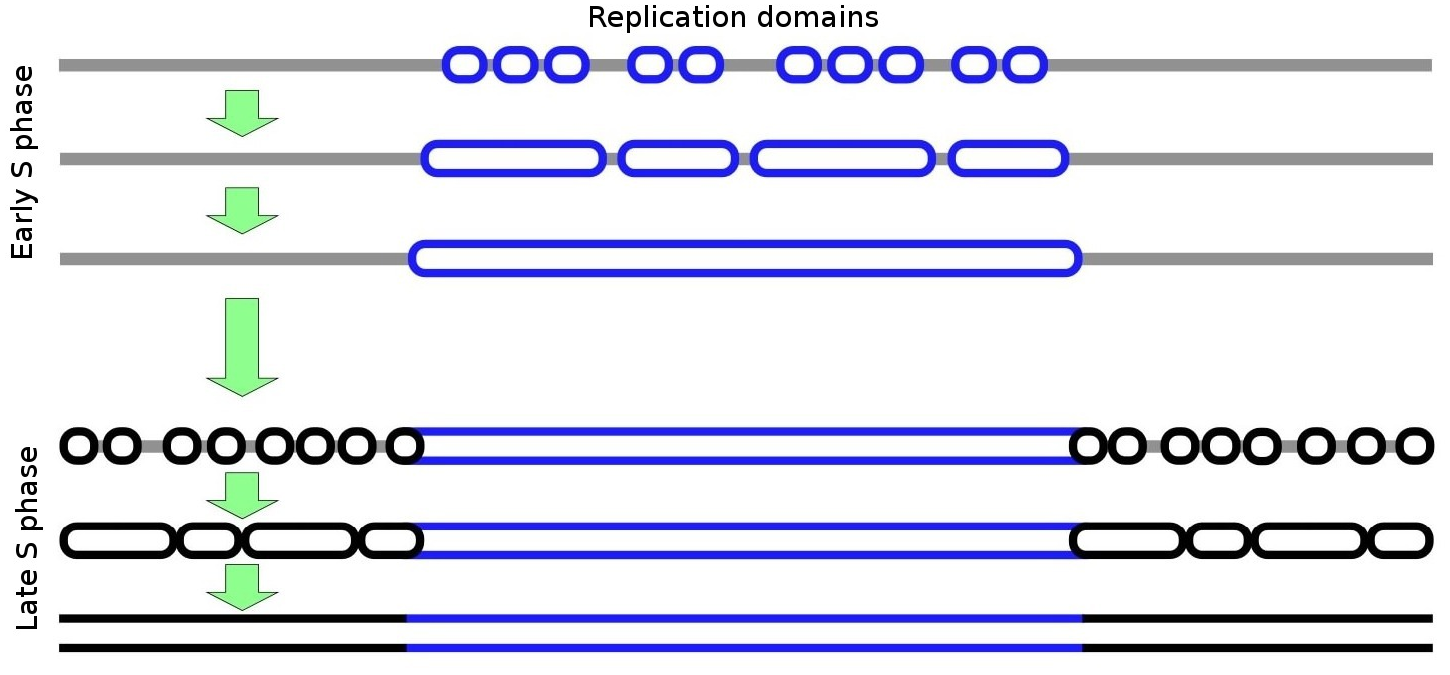 Replication domains
Early S phase
Late S phase